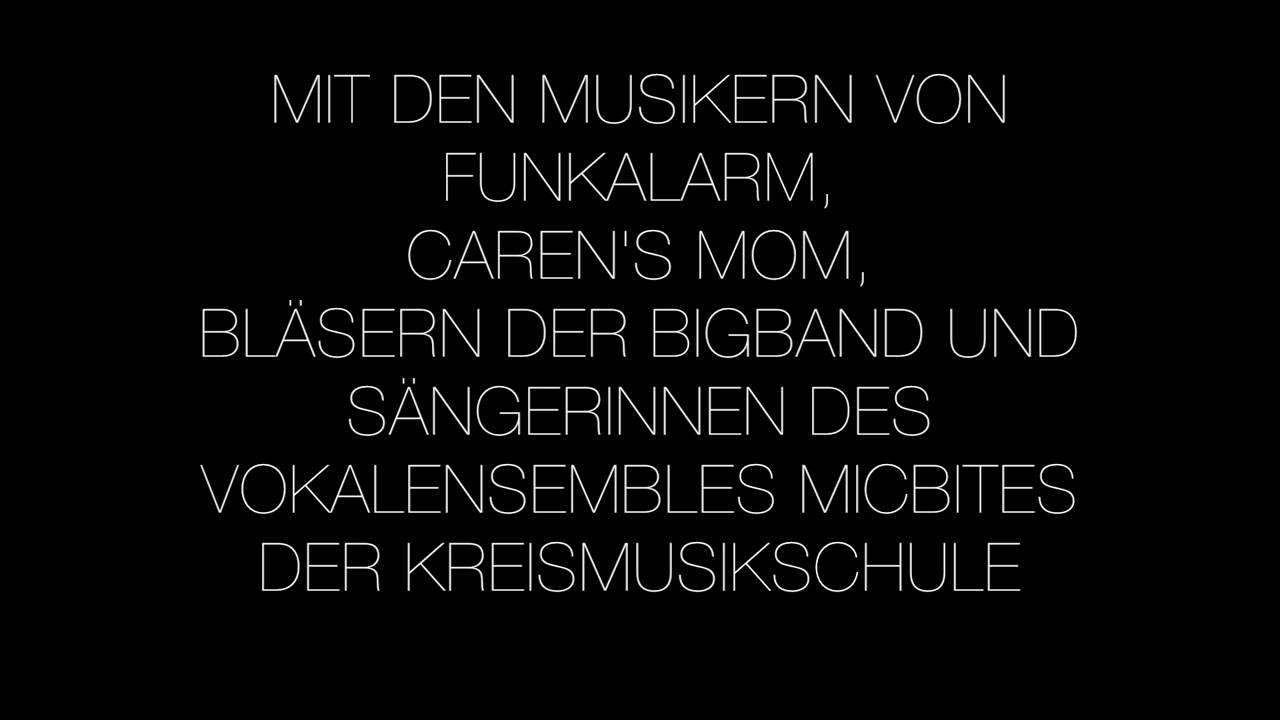 MIT DEN MUSIKERN VON
FUNKALARM,
CAREN'S MOM,
BLÄSERN DER BIGBAND UND
SÄNGERINNEN DES
VOKALENSEMBLES MICBITES
DER KREISMUSIKSCHULE